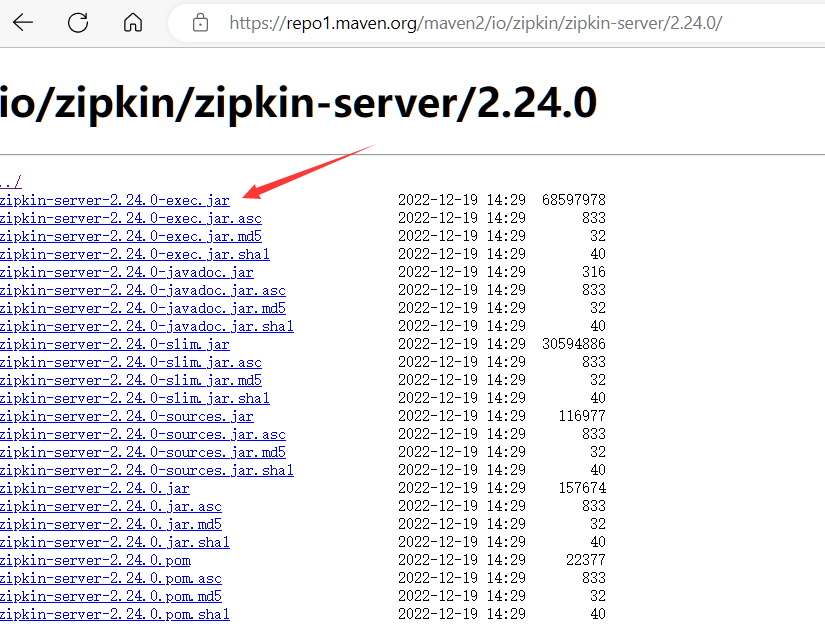 https://repo1.maven.org/maven2/io/zipkin/zipkin-server/2.24.0/
io/zipkin/zipkin-server/2.24.0
../
zipkin-server-2.24.0-exec.jar 2022-12-19 14:29 68597978
zipkin-server-2.24.0-exec.jar.asc 2022-12-19 14:29 833
zipkin-server-2.24.0-exec.jar.md5 2022-12-19 14:29 32
zipkin-server-2.24.0-exec.jar.sha1 2022-12-19 14:29 40
zipkin-server-2.24.0-javadoc.jar 2022-12-19 14:29 316
zipkin-server-2.24.0-javadoc.jar.asc 2022-12-19 14:29 833
zipkin-server-2.24.0-javadoc.jar.md5 2022-12-19 14:29 32
zipkin-server-2.24.0-javadoc.jar.sha1 2022-12-19 14:29 40
zipkin-server-2.24.0-slim.jar 2022-12-19 14:29 30594886
zipkin-server-2.24.0-slim.jar.asc 2022-12-19 14:29 833
zipkin-server-2.24.0-slim.jar.md5 2022-12-19 14:29 32
zipkin-server-2.24.0-slim.jar.sha1 2022-12-19 14:29 40
zipkin-server-2.24.0-sources.jar 2022-12-19 14:29 116977
zipkin-server-2.24.0-sources.jar.asc 2022-12-19 14:29 833
zipkin-server-2.24.0-sources.jar.md5 2022-12-19 14:29 32
zipkin-server-2.24.0-sources.jar.sha1 2022-12-19 14:29 40
zipkin-server-2.24.0.jar 2022-12-19 14:29 157674
zipkin-server-2.24.0.jar.asc 2022-12-19 14:29 833
zipkin-server-2.24.0.jar.md5 2022-12-19 14:29 32
zipkin-server-2.24.0.jar.sha1 2022-12-19 14:29 40
zipkin-server-2.24.0.pom 2022-12-19 14:29 22377
zipkin-server-2.24.0.pom.asc 2022-12-19 14:29 833
zipkin-server-2.24.0.pom.md5 2022-12-19 14:29 32
zipkin-server-2.24.0.pom.sha1 2022-12-19 14:29 40